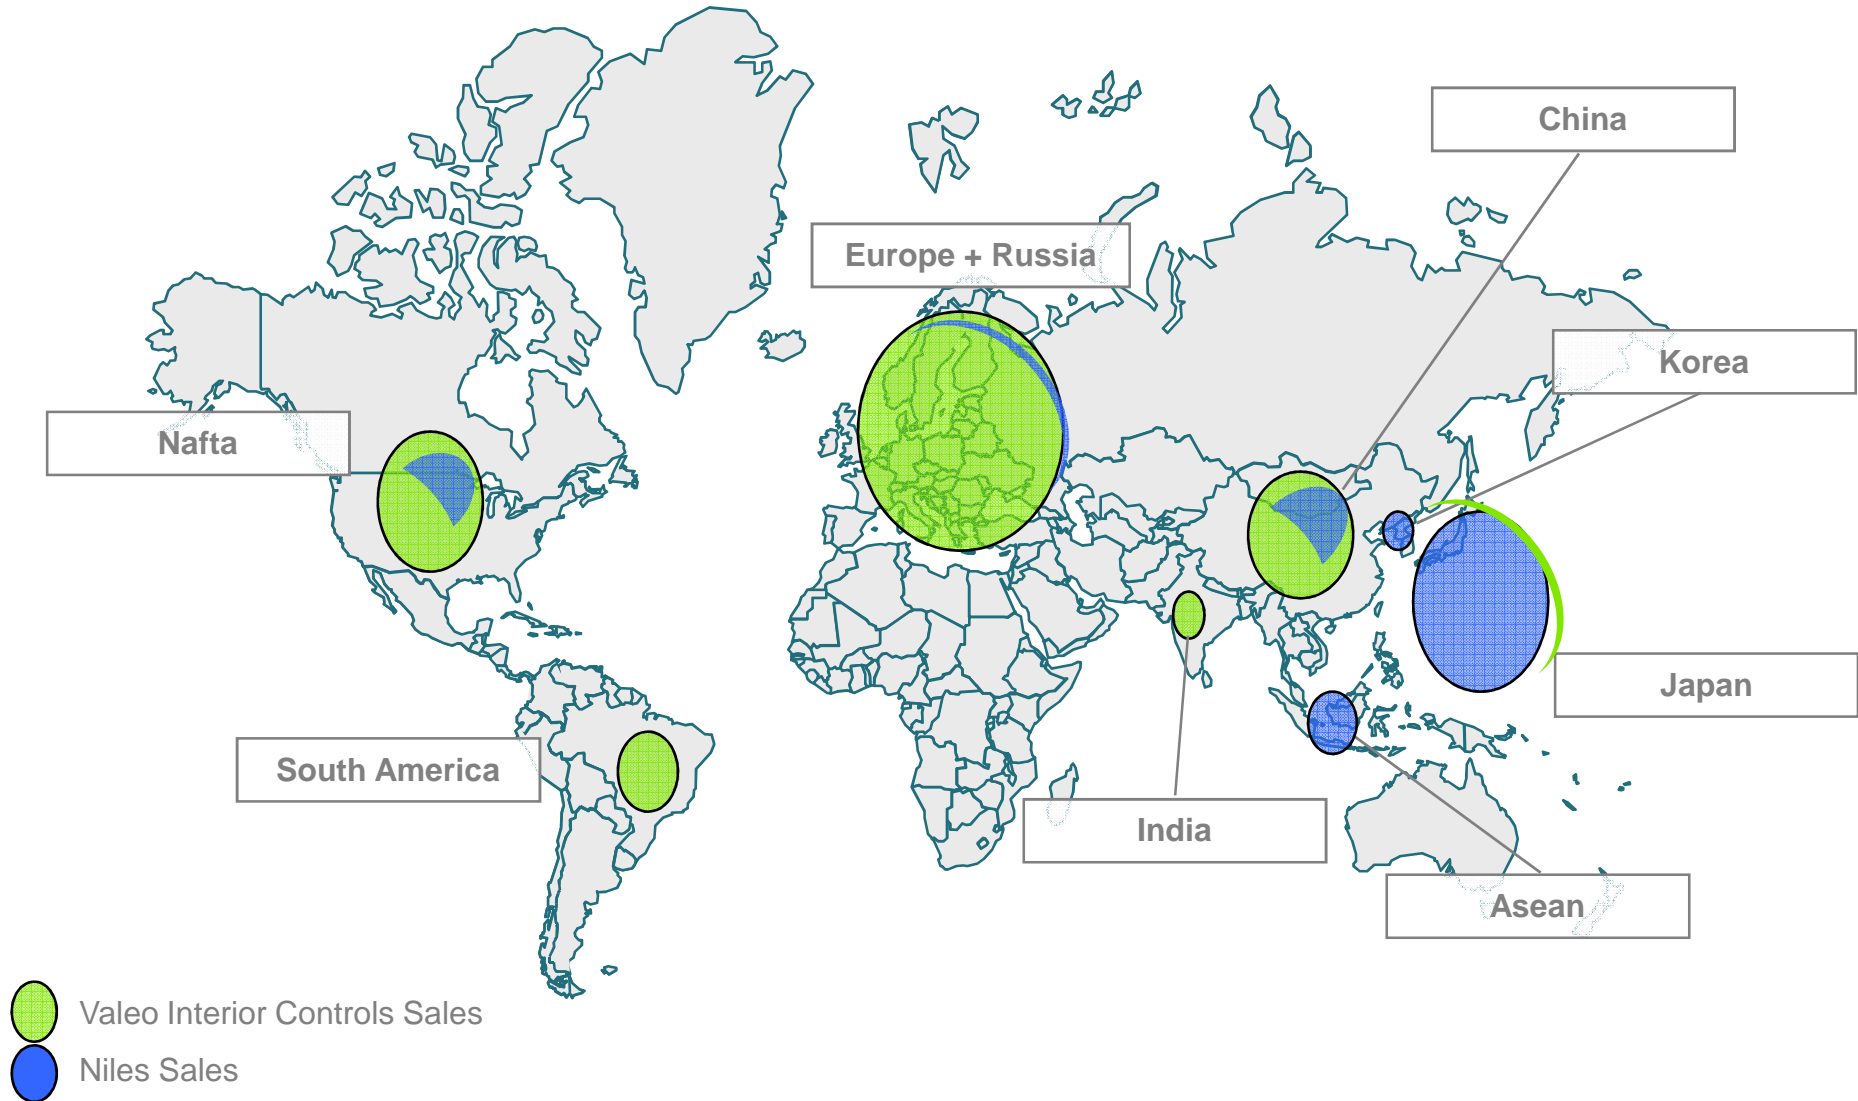 China
Europe + Russia
Korea
Nafta
Japan
South America
India
Asean
Valeo Interior Controls Sales
Niles Sales